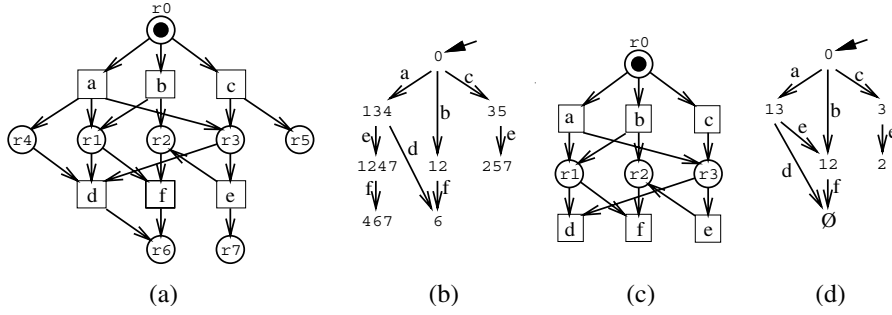 r0
a b c
r4 r1 r2 r3 r5
d f e
r6 r7
(a)
0
a c
b
134 35
e d e
1247 12 257
f f
467 6
(b)
r0
a b c
r1 r2 r3
d f e
(c)
0
a c
b
13 3
e e
d 12 2
f
Ø
(d)